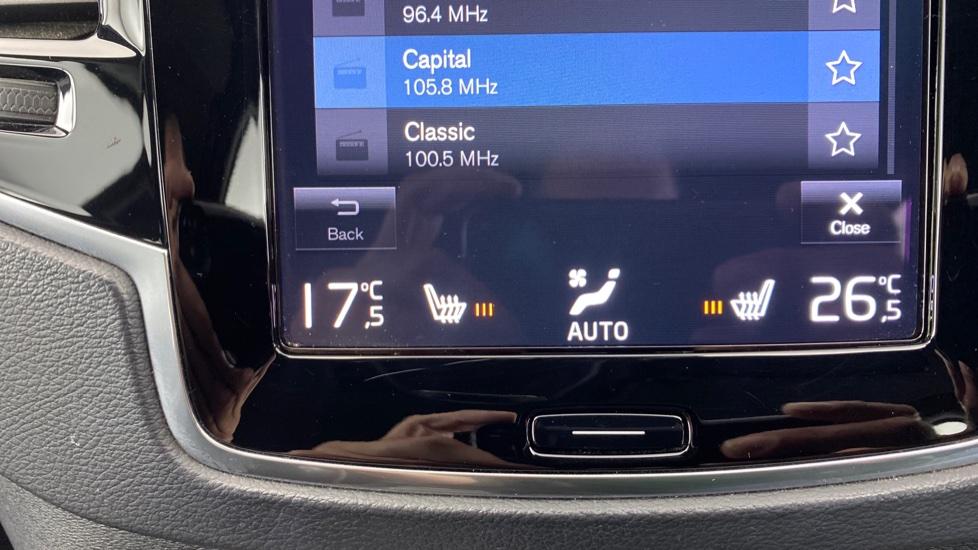 96.4 MHz
Capital
105.8 MHz
Classic
100.5 MHz
Back
Close
17,5°C
AUTO
26,5°C